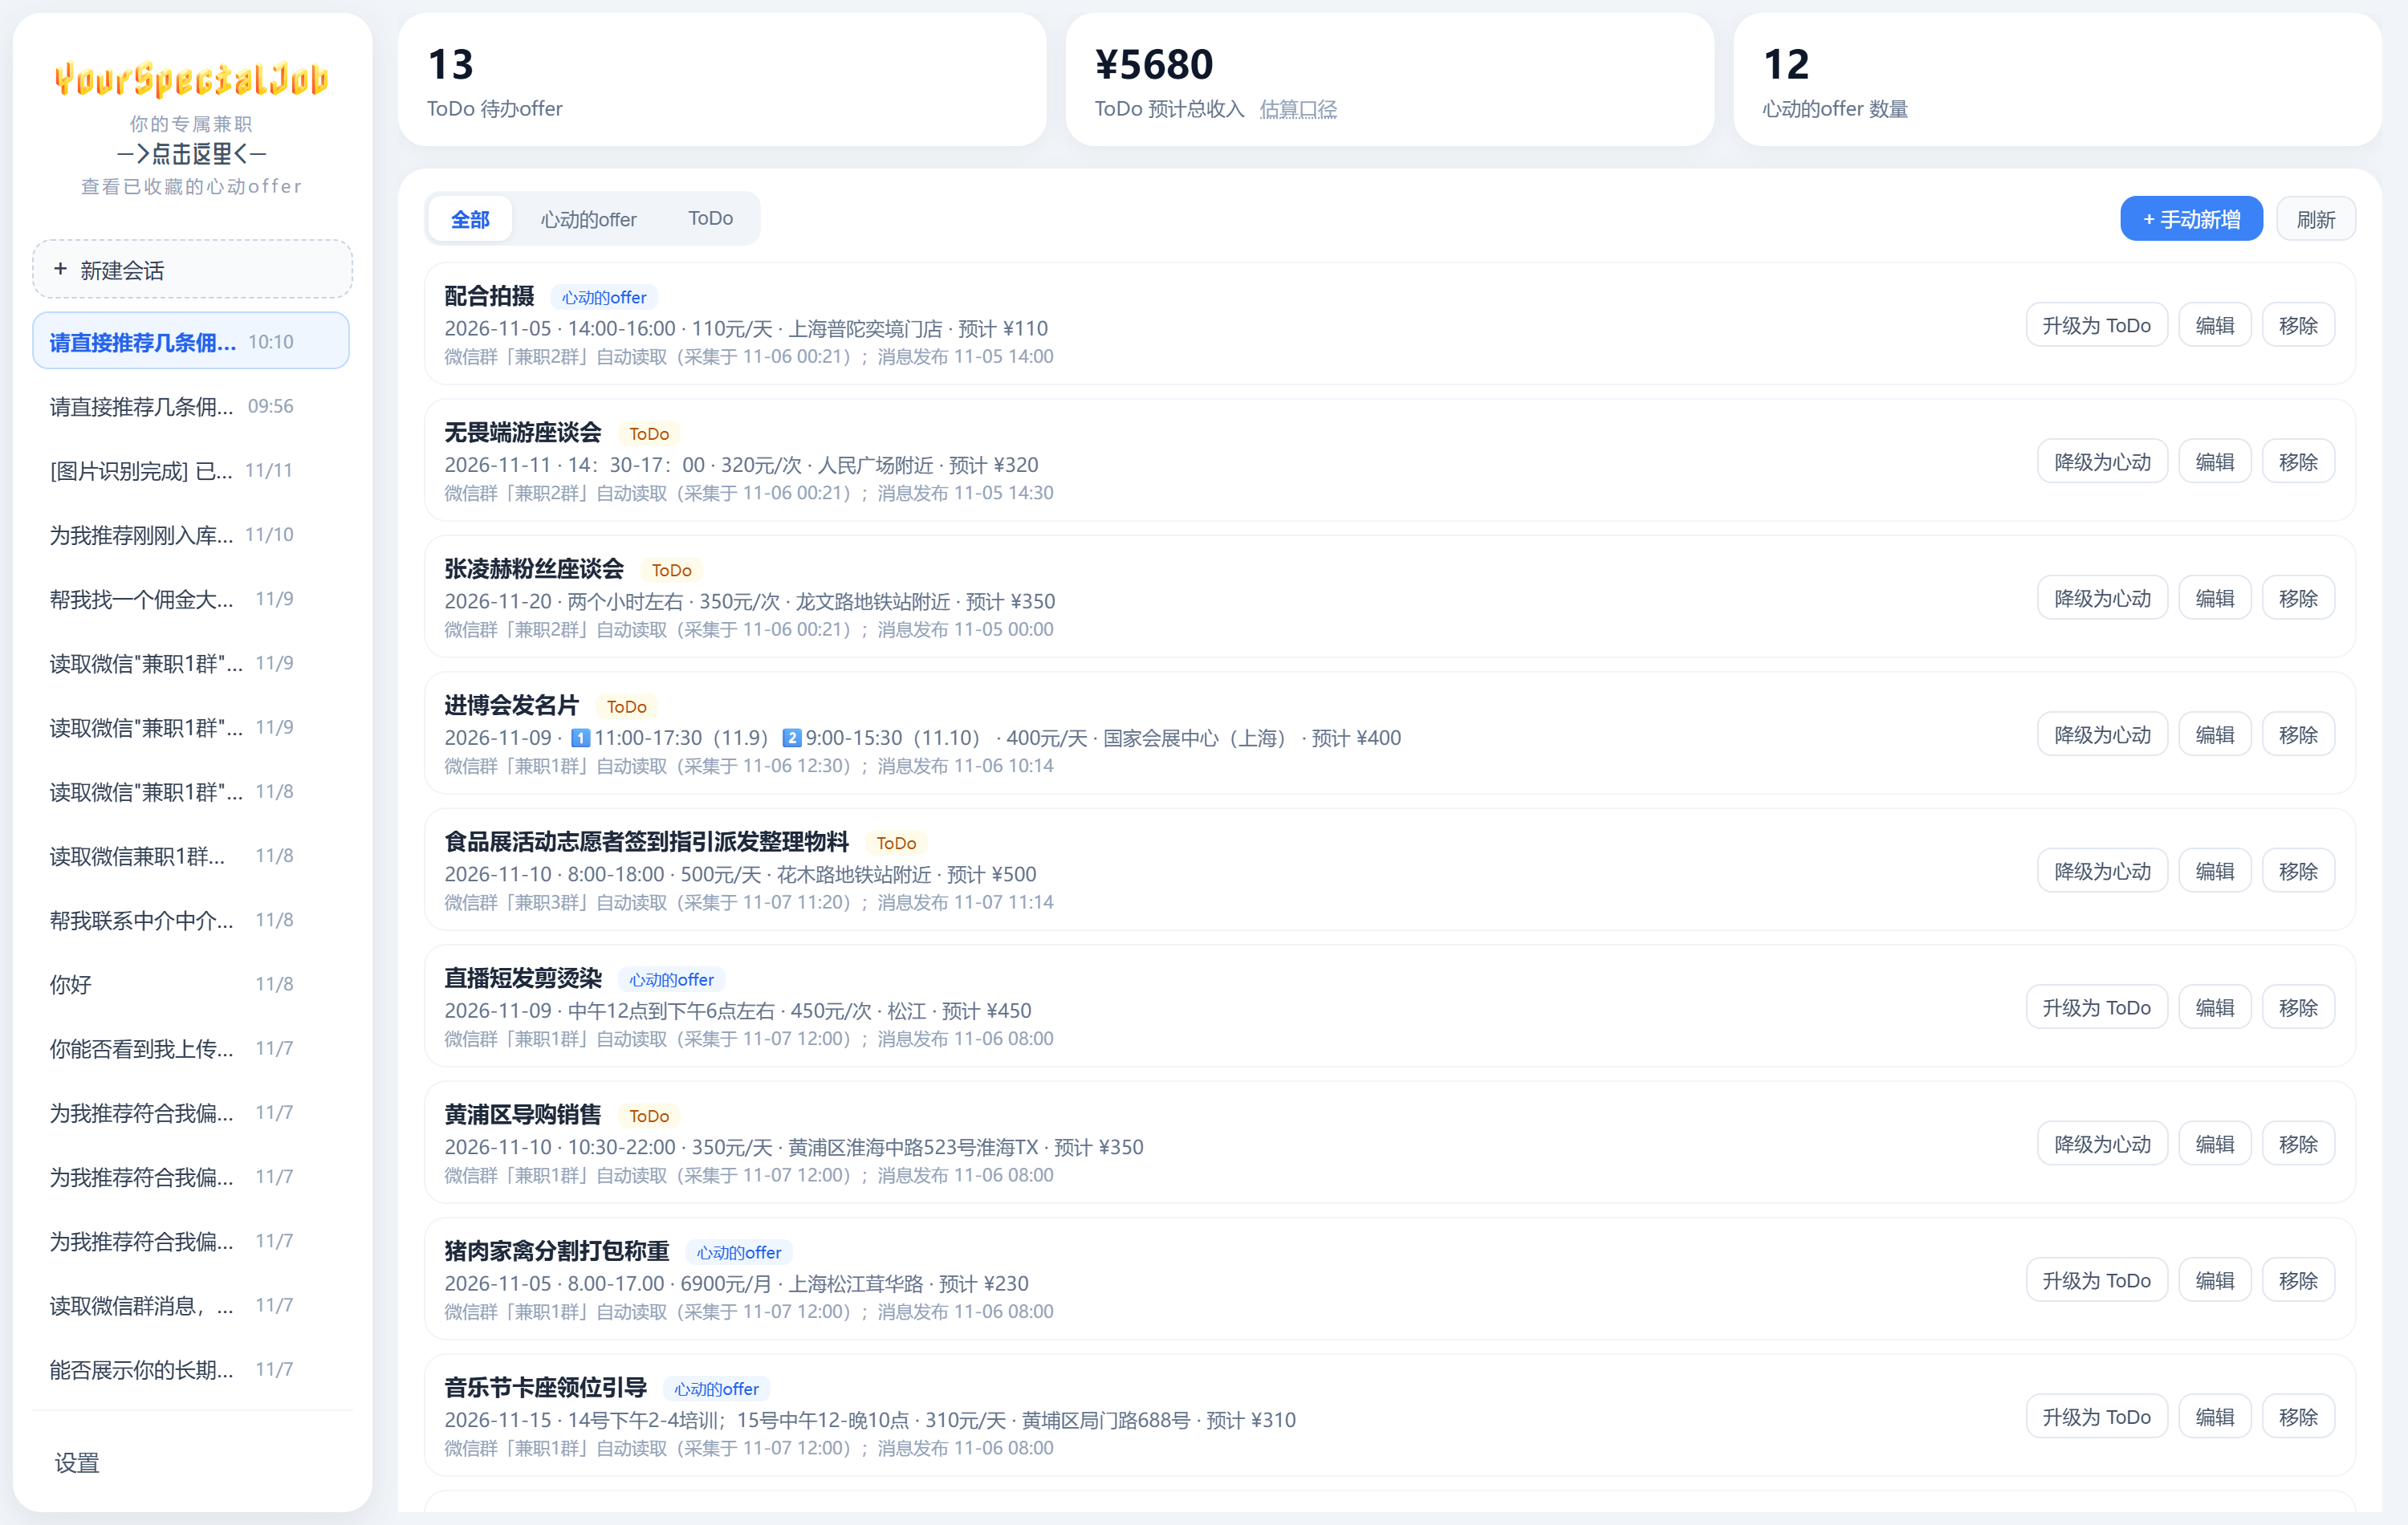 YourSpecialJob
你的专属兼职
—>点击这里<—
查看已收藏的心动offer
+ 新建会话
请直接推荐几条佣... 10:10
请直接推荐几条佣... 09:56
[图片识别完成] 已... 11/11
为我推荐刚刚入库... 11/10
帮我找一个佣金大... 11/9
读取微信"兼职1群"... 11/9
读取微信"兼职1群"... 11/9
读取微信"兼职1群"... 11/8
读取微信兼职1群... 11/8
帮我联系中介中介... 11/8
你好 11/8
你能否看到我上传... 11/7
为我推荐符合我偏... 11/7
为我推荐符合我偏... 11/7
为我推荐符合我偏... 11/7
读取微信群消息，... 11/7
能否展示你的长期... 11/7
设置
13
ToDo 待办offer
¥5680
ToDo 预计总收入 估算口径
12
心动的offer 数量
全部 心动的offer ToDo
+ 手动新增 刷新
配合拍摄 心动的offer
2026-11-05 · 14:00-16:00 · 110元/天 · 上海普陀奕境门店 · 预计 ¥110
微信群「兼职2群」自动读取（采集于 11-06 00:21）；消息发布 11-05 14:00
升级为 ToDo 编辑 移除
无畏端游座谈会 ToDo
2026-11-11 · 14：30-17：00 · 320元/次 · 人民广场附近 · 预计 ¥320
微信群「兼职2群」自动读取（采集于 11-06 00:21）；消息发布 11-05 14:30
降级为心动 编辑 移除
张凌赫粉丝座谈会 ToDo
2026-11-20 · 两个小时左右 · 350元/次 · 龙文路地铁站附近 · 预计 ¥350
微信群「兼职2群」自动读取（采集于 11-06 00:21）；消息发布 11-05 00:00
降级为心动 编辑 移除
进博会发名片 ToDo
2026-11-09 · 1️⃣11:00-17:30（11.9）2️⃣9:00-15:30（11.10） · 400元/天 · 国家会展中心（上海） · 预计 ¥400
微信群「兼职1群」自动读取（采集于 11-06 12:30）；消息发布 11-06 10:14
降级为心动 编辑 移除
食品展活动志愿者签到指引派发整理物料 ToDo
2026-11-10 · 8:00-18:00 · 500元/天 · 花木路地铁站附近 · 预计 ¥500
微信群「兼职3群」自动读取（采集于 11-07 11:20）；消息发布 11-07 11:14
降级为心动 编辑 移除
直播短发剪烫染 心动的offer
2026-11-09 · 中午12点到下午6点左右 · 450元/次 · 松江 · 预计 ¥450
微信群「兼职1群」自动读取（采集于 11-07 12:00）；消息发布 11-06 08:00
升级为 ToDo 编辑 移除
黄浦区导购销售 ToDo
2026-11-10 · 10:30-22:00 · 350元/天 · 黄浦区淮海中路523号淮海TX · 预计 ¥350
微信群「兼职1群」自动读取（采集于 11-07 12:00）；消息发布 11-06 08:00
降级为心动 编辑 移除
猪肉家禽分割打包称重 心动的offer
2026-11-05 · 8.00-17.00 · 6900元/月 · 上海松江茸华路 · 预计 ¥230
微信群「兼职1群」自动读取（采集于 11-07 12:00）；消息发布 11-06 08:00
升级为 ToDo 编辑 移除
音乐节卡座领位引导 心动的offer
2026-11-15 · 14号下午2-4培训；15号中午12-晚10点 · 310元/天 · 黄埔区局门路688号 · 预计 ¥310
微信群「兼职1群」自动读取（采集于 11-07 12:00）；消息发布 11-06 08:00
升级为 ToDo 编辑 移除